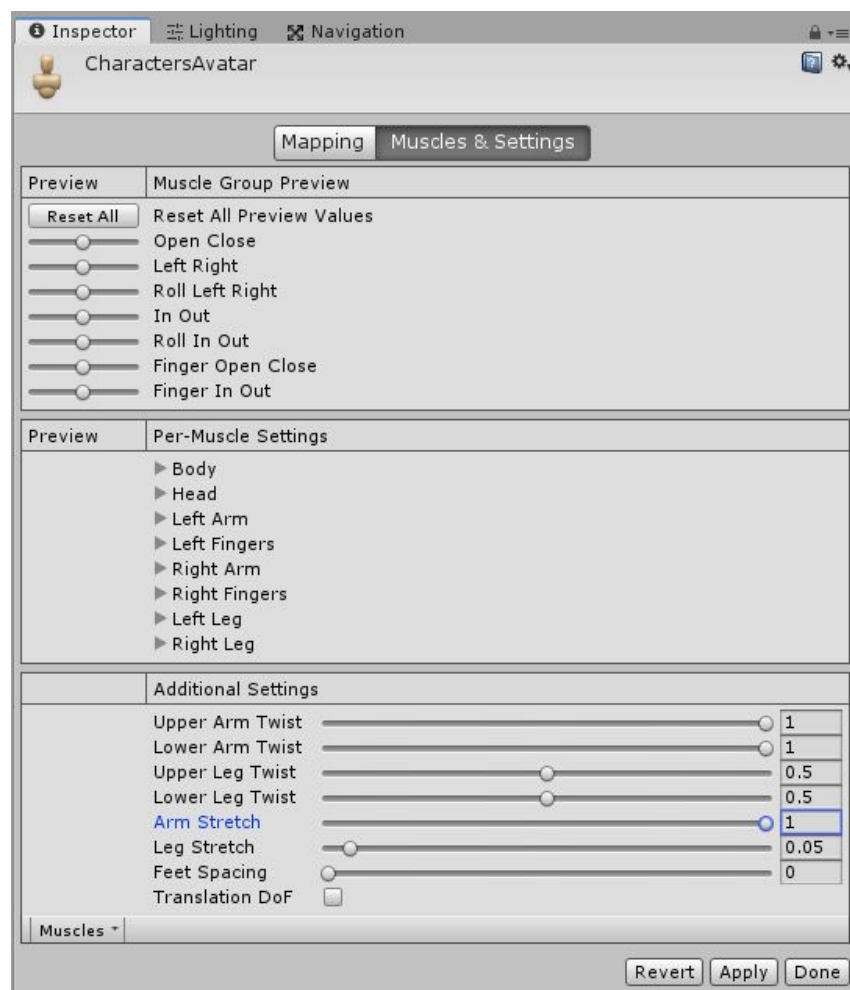 Inspector Lighting Navigation
CharactersAvatar
Mapping Muscles & Settings
Preview Muscle Group Preview
Reset All Reset All Preview Values
Open Close
Left Right
Roll Left Right
In Out
Roll In Out
Finger Open Close
Finger In Out
Preview Per-Muscle Settings
Body
Head
Left Arm
Left Fingers
Right Arm
Right Fingers
Left Leg
Right Leg
Additional Settings
Upper Arm Twist 1
Lower Arm Twist 1
Upper Leg Twist 0.5
Lower Leg Twist 0.5
Arm Stretch 1
Leg Stretch 0.05
Feet Spacing 0
Translation DoF
Muscles
Revert Apply Done